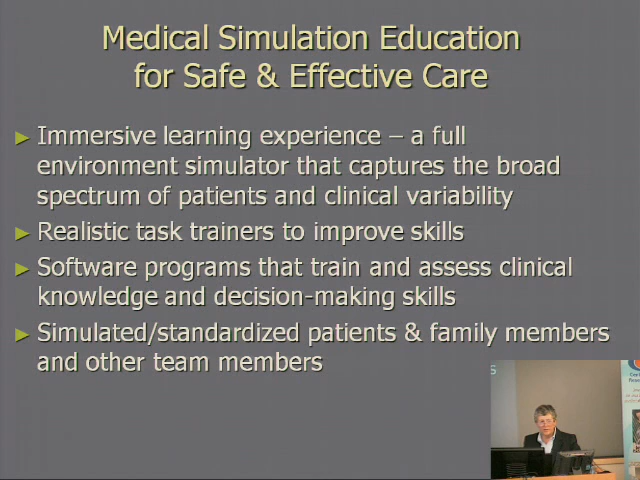 Medical Simulation Education
for Safe & Effective Care
► Immersive learning experience – a full
environment simulator that captures the broad
spectrum of patients and clinical variability
► Realistic task trainers to improve skills
► Software programs that train and assess clinical
knowledge and decision-making skills
► Simulated/standardized patients & family members
and other team members